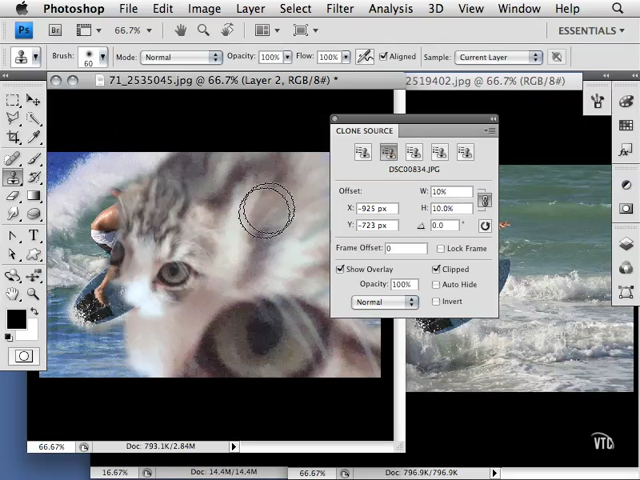 Photoshop File Edit Image Layer Select Filter Analysis 3D View Window Help
Ps Br 66.7% ESSENTIALS
Brush: 60 Mode: Normal Opacity: 100% Flow: 100% Aligned Sample: Current Layer
71_2535045.jpg @ 66.7% (Layer 2, RGB/8#) *
2519402.jpg @ 66.7% (RGB/8#)
CLONE SOURCE
DSC00834.JPG
Offset: W: 10%
X: -925 px H: 10.0%
Y: -723 px 0.0 °
Frame Offset: 0 Lock Frame
Show Overlay Clipped
Opacity: 100% Auto Hide
Normal Invert
T
VTC
66.67% Doc: 793.1K/2.84M
16.67% Doc: 14.4M/14.4M 66.67% Doc: 796.9K/796.9K